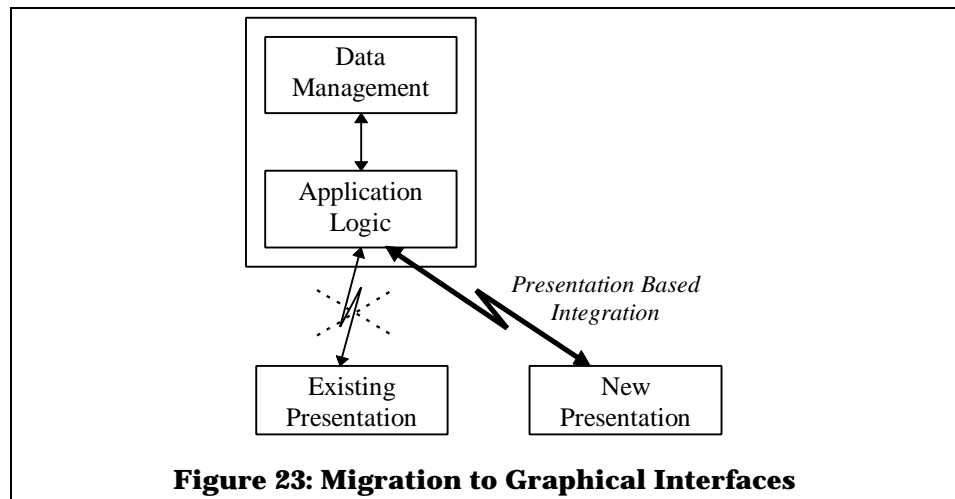 Data
Management
Application
Logic
Presentation Based
Integration
Existing
Presentation
New
Presentation
Figure 23: Migration to Graphical Interfaces